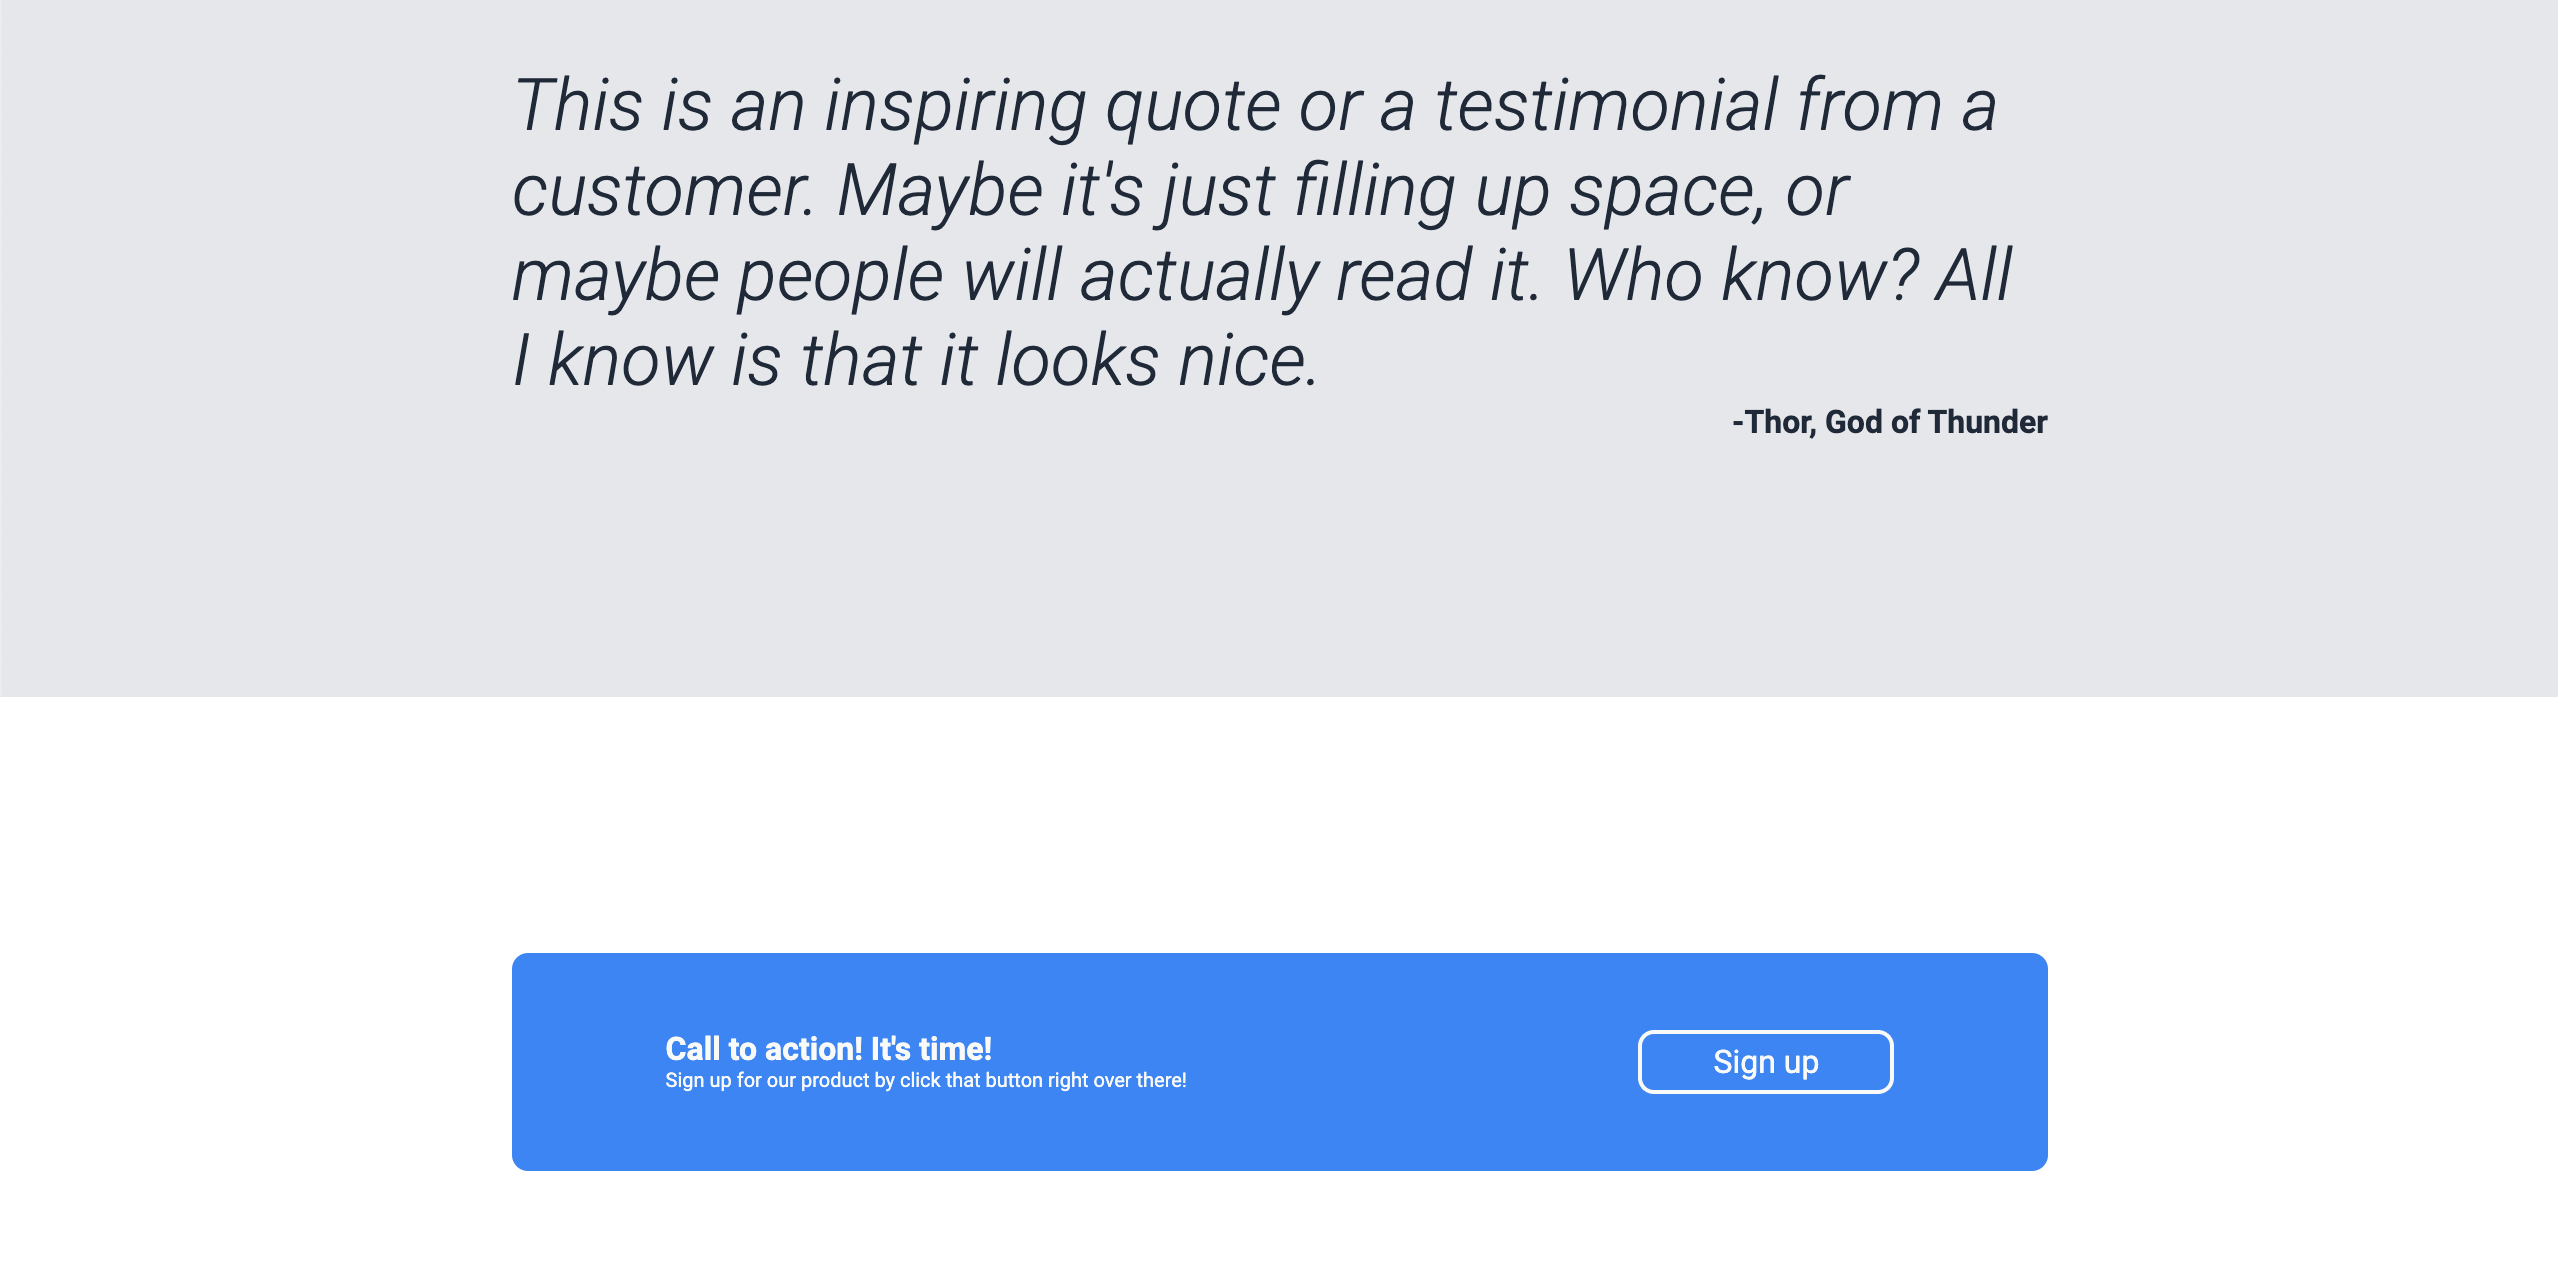 This is an inspiring quote or a testimonial from a
customer. Maybe it's just filling up space, or
maybe people will actually read it. Who know? All
I know is that it looks nice.
-Thor, God of Thunder
Call to action! It's time!
Sign up for our product by click that button right over there!
Sign up